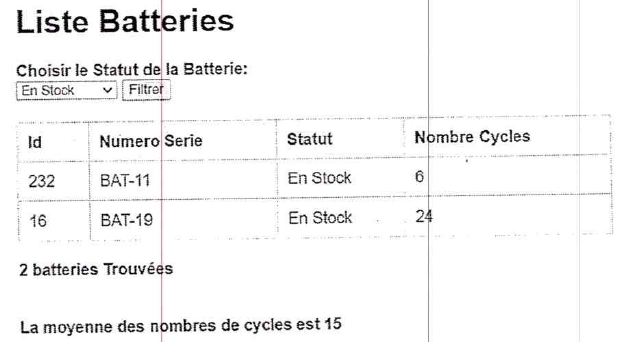 Liste Batteries
Choisir le Statut de la Batterie:
En Stock Filtrer
Id Numero Serie Statut Nombre Cycles
232 BAT-11 En Stock 6
16 BAT-19 En Stock 24
2 batteries Trouvées
La moyenne des nombres de cycles est 15